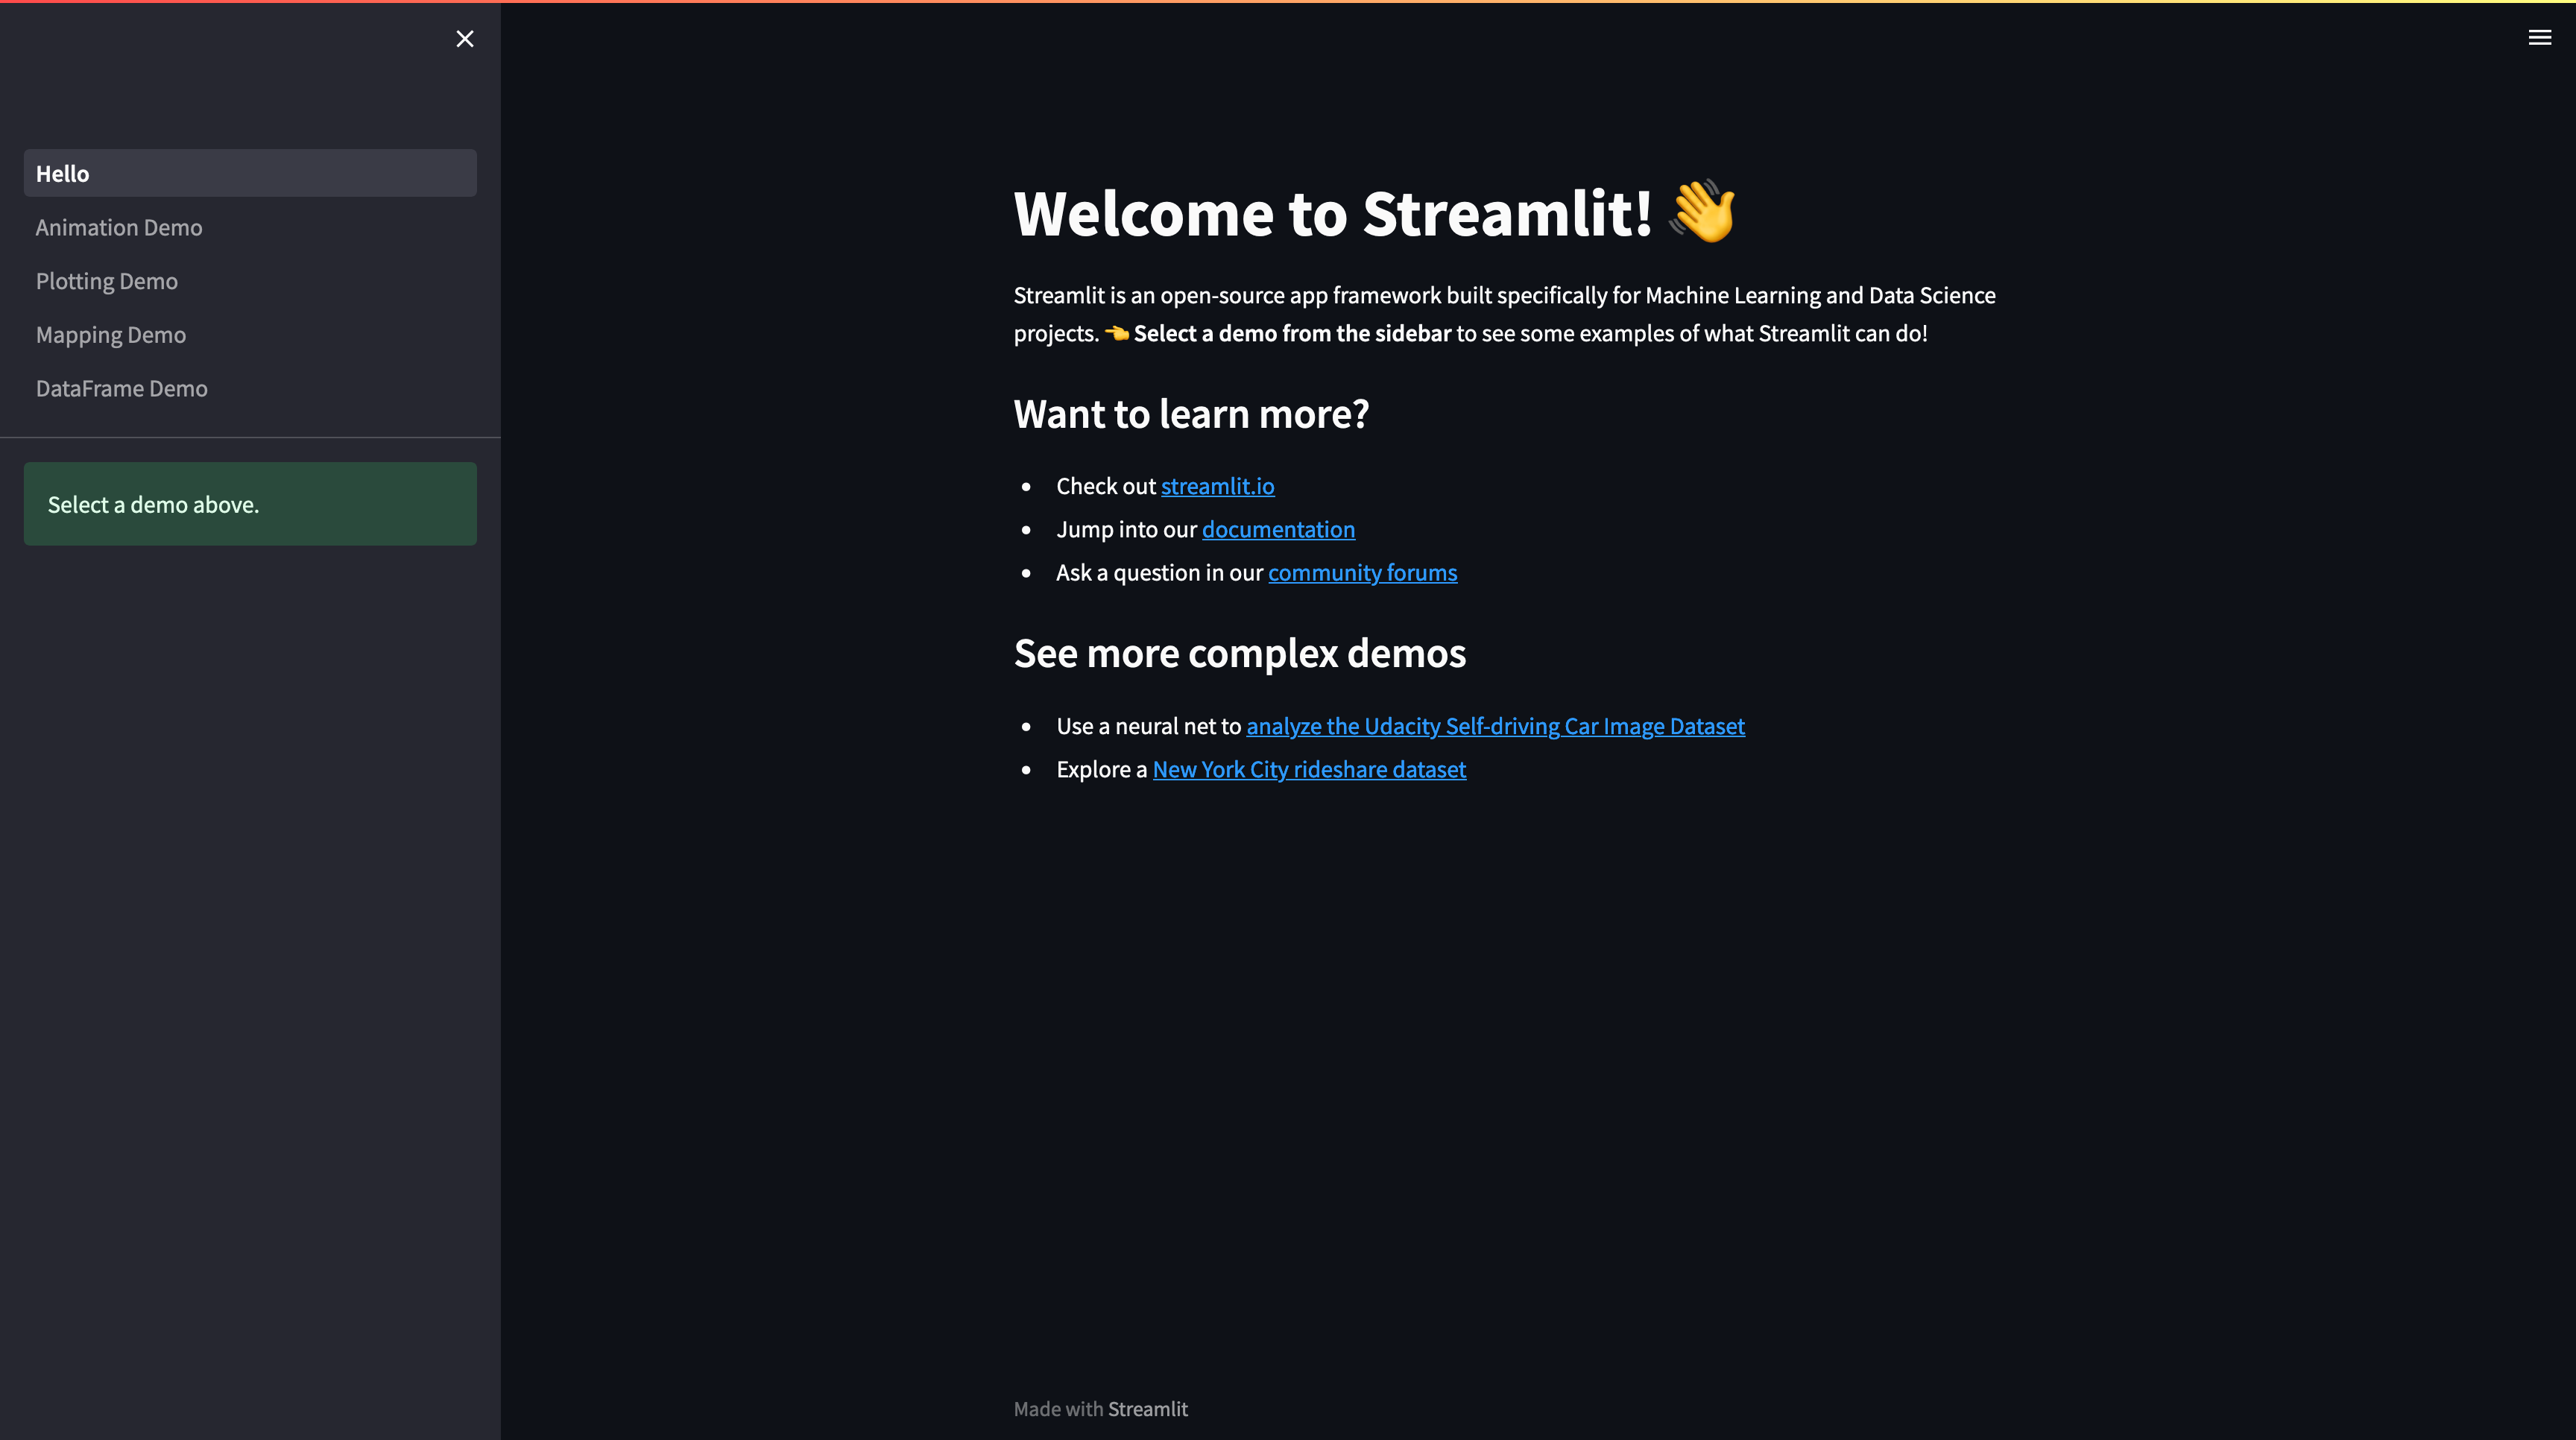 Hello
Animation Demo
Plotting Demo
Mapping Demo
DataFrame Demo
Select a demo above.
Welcome to Streamlit! 👋
Streamlit is an open-source app framework built specifically for Machine Learning and Data Science
projects. 👈 Select a demo from the sidebar to see some examples of what Streamlit can do!
Want to learn more?
• Check out streamlit.io
• Jump into our documentation
• Ask a question in our community forums
See more complex demos
• Use a neural net to analyze the Udacity Self-driving Car Image Dataset
• Explore a New York City rideshare dataset
Made with Streamlit